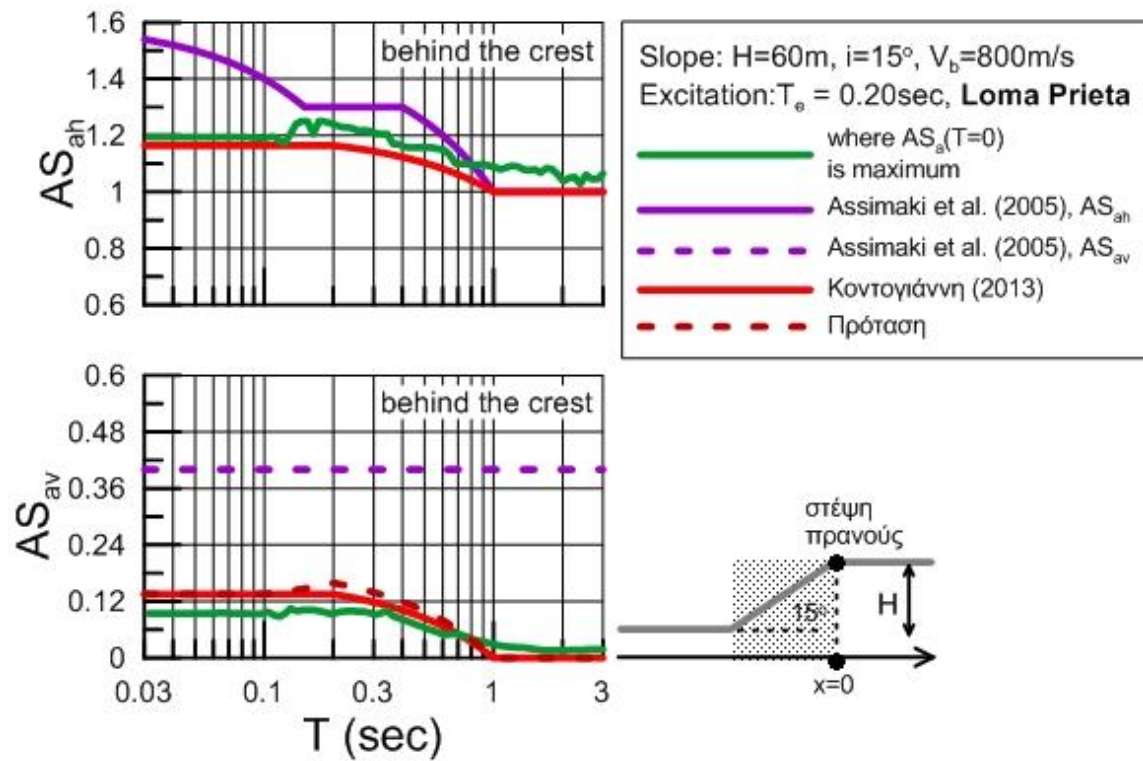 1.6
1.4
1.2
1
0.8
0.6
AS_ah
behind the crest
Slope: H=60m, i=15°, V_b=800m/s
Excitation:T_e = 0.20sec, Loma Prieta
where AS_a(T=0)
is maximum
Assimaki et al. (2005), AS_ah
Assimaki et al. (2005), AS_av
Κοντογιάννη (2013)
Πρόταση
0.6
0.48
0.36
0.24
0.12
0
AS_av
behind the crest
0.03 0.1 0.3 1 3
T (sec)
στέψη
πρανούς
15°
H
x=0